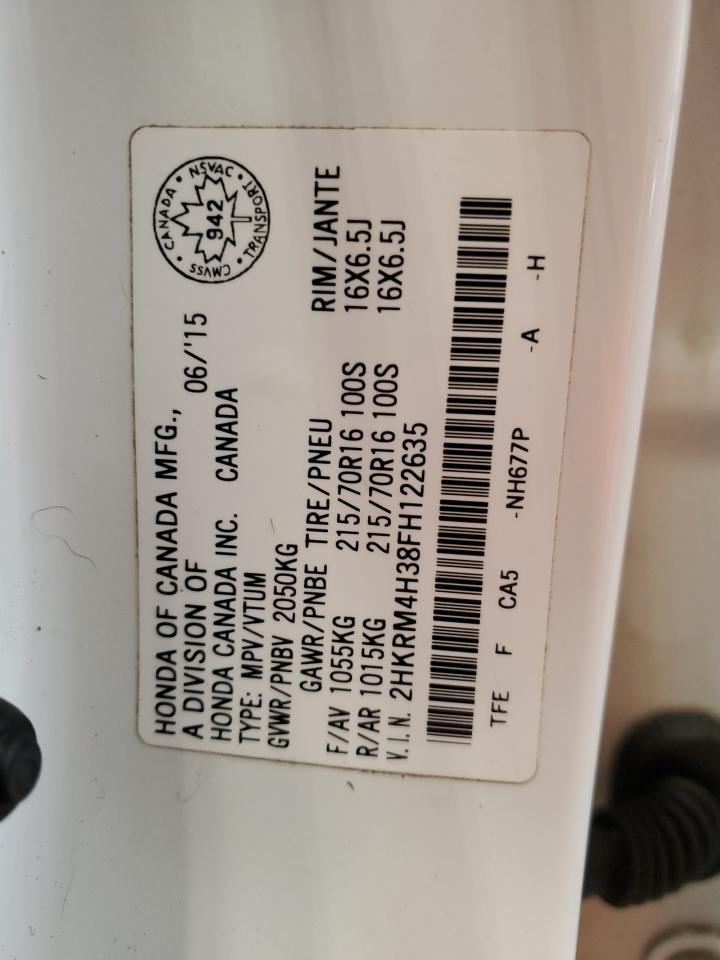 HONDA OF CANADA MFG., 06/'15
A DIVISION OF
HONDA CANADA INC. CANADA
TYPE: MPV/VTUM
GVWR/PNBV 2050KG
GAWR/PNBE TIRE/PNEU RIM/JANTE
F/AV 1055KG 215/70R16 100S 16X6.5J
R/AR 1015KG 215/70R16 100S 16X6.5J
V.I.N. 2HKRM4H38FH122635
TFE F CA5 -NH677P -A -H
CANADA • NSVAC • TRANSPORT • CMVSS •
942